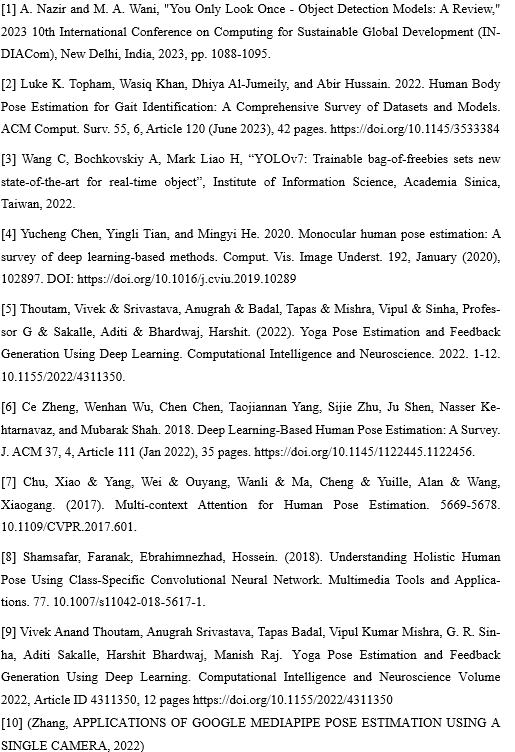 [1] A. Nazir and M. A. Wani, "You Only Look Once - Object Detection Models: A Review,"
2023 10th International Conference on Computing for Sustainable Global Development (IN-
DIACom), New Delhi, India, 2023, pp. 1088-1095.
[2] Luke K. Topham, Wasiq Khan, Dhiya Al-Jumeily, and Abir Hussain. 2022. Human Body
Pose Estimation for Gait Identification: A Comprehensive Survey of Datasets and Models.
ACM Comput. Surv. 55, 6, Article 120 (June 2023), 42 pages. https://doi.org/10.1145/3533384
[3] Wang C, Bochkovskiy A, Mark Liao H, “YOLOv7: Trainable bag-of-freebies sets new
state-of-the-art for real-time object”, Institute of Information Science, Academia Sinica,
Taiwan, 2022.
[4] Yucheng Chen, Yingli Tian, and Mingyi He. 2020. Monocular human pose estimation: A
survey of deep learning-based methods. Comput. Vis. Image Underst. 192, January (2020),
102897. DOI: https://doi.org/10.1016/j.cviu.2019.10289
[5] Thoutam, Vivek & Srivastava, Anugrah & Badal, Tapas & Mishra, Vipul & Sinha, Profes-
sor G & Sakalle, Aditi & Bhardwaj, Harshit. (2022). Yoga Pose Estimation and Feedback
Generation Using Deep Learning. Computational Intelligence and Neuroscience. 2022. 1-12.
10.1155/2022/4311350.
[6] Ce Zheng, Wenhan Wu, Chen Chen, Taojiannan Yang, Sijie Zhu, Ju Shen, Nasser Ke-
htarnavaz, and Mubarak Shah. 2018. Deep Learning-Based Human Pose Estimation: A Survey.
J. ACM 37, 4, Article 111 (Jan 2022), 35 pages. https://doi.org/10.1145/1122445.1122456.
[7] Chu, Xiao & Yang, Wei & Ouyang, Wanli & Ma, Cheng & Yuille, Alan & Wang,
Xiaogang. (2017). Multi-context Attention for Human Pose Estimation. 5669-5678.
10.1109/CVPR.2017.601.
[8] Shamsafar, Faranak, Ebrahimnezhad, Hossein. (2018). Understanding Holistic Human
Pose Using Class-Specific Convolutional Neural Network. Multimedia Tools and Applica-
tions. 77. 10.1007/s11042-018-5617-1.
[9] Vivek Anand Thoutam, Anugrah Srivastava, Tapas Badal, Vipul Kumar Mishra, G. R. Sin-
ha, Aditi Sakalle, Harshit Bhardwaj, Manish Raj. Yoga Pose Estimation and Feedback
Generation Using Deep Learning. Computational Intelligence and Neuroscience Volume
2022, Article ID 4311350, 12 pages https://doi.org/10.1155/2022/4311350
[10] (Zhang, APPLICATIONS OF GOOGLE MEDIAPIPE POSE ESTIMATION USING A
SINGLE CAMERA, 2022)